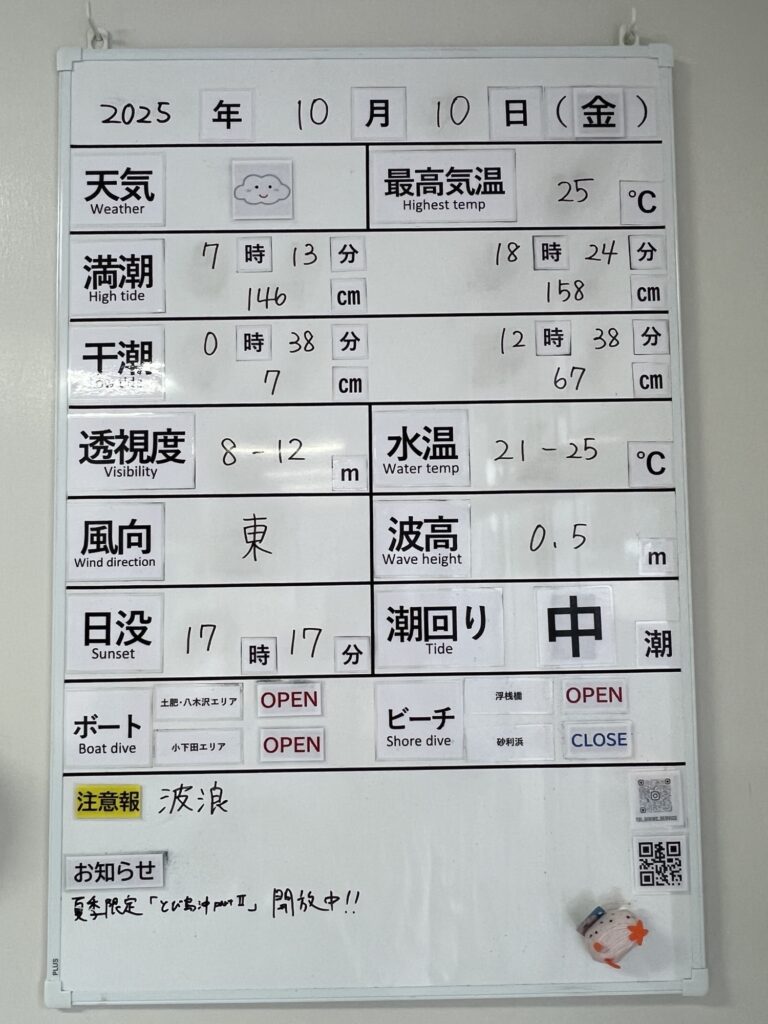 2025 年 10 月 10 日 (金)
天気
Weather
最高気温
Highest temp
25 ℃
満潮
High tide
7 時 13 分
146 cm
18 時 24 分
158 cm
干潮
Low tide
0 時 38 分
7 cm
12 時 38 分
67 cm
透視度
Visibility
8-12 m
水温
Water temp
21-25 ℃
風向
Wind direction
東
波高
Wave height
0.5 m
日没
Sunset
17 時 17 分
潮回り
Tide
中 潮
ボート
Boat dive
土肥・八木沢エリア OPEN
小下田エリア OPEN
ビーチ
Shore dive
浮桟橋 OPEN
砂利浜 CLOSE
注意報 波浪
お知らせ
夏季限定「とび島沖 part Ⅱ」開放中!!
PLUS